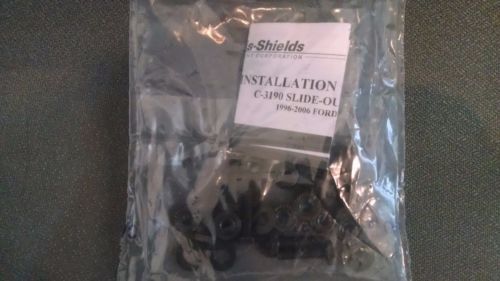 s-Shields
T CORPORATION
INSTALLATION
C-3190 SLIDE-OU
1996-2006 FORD